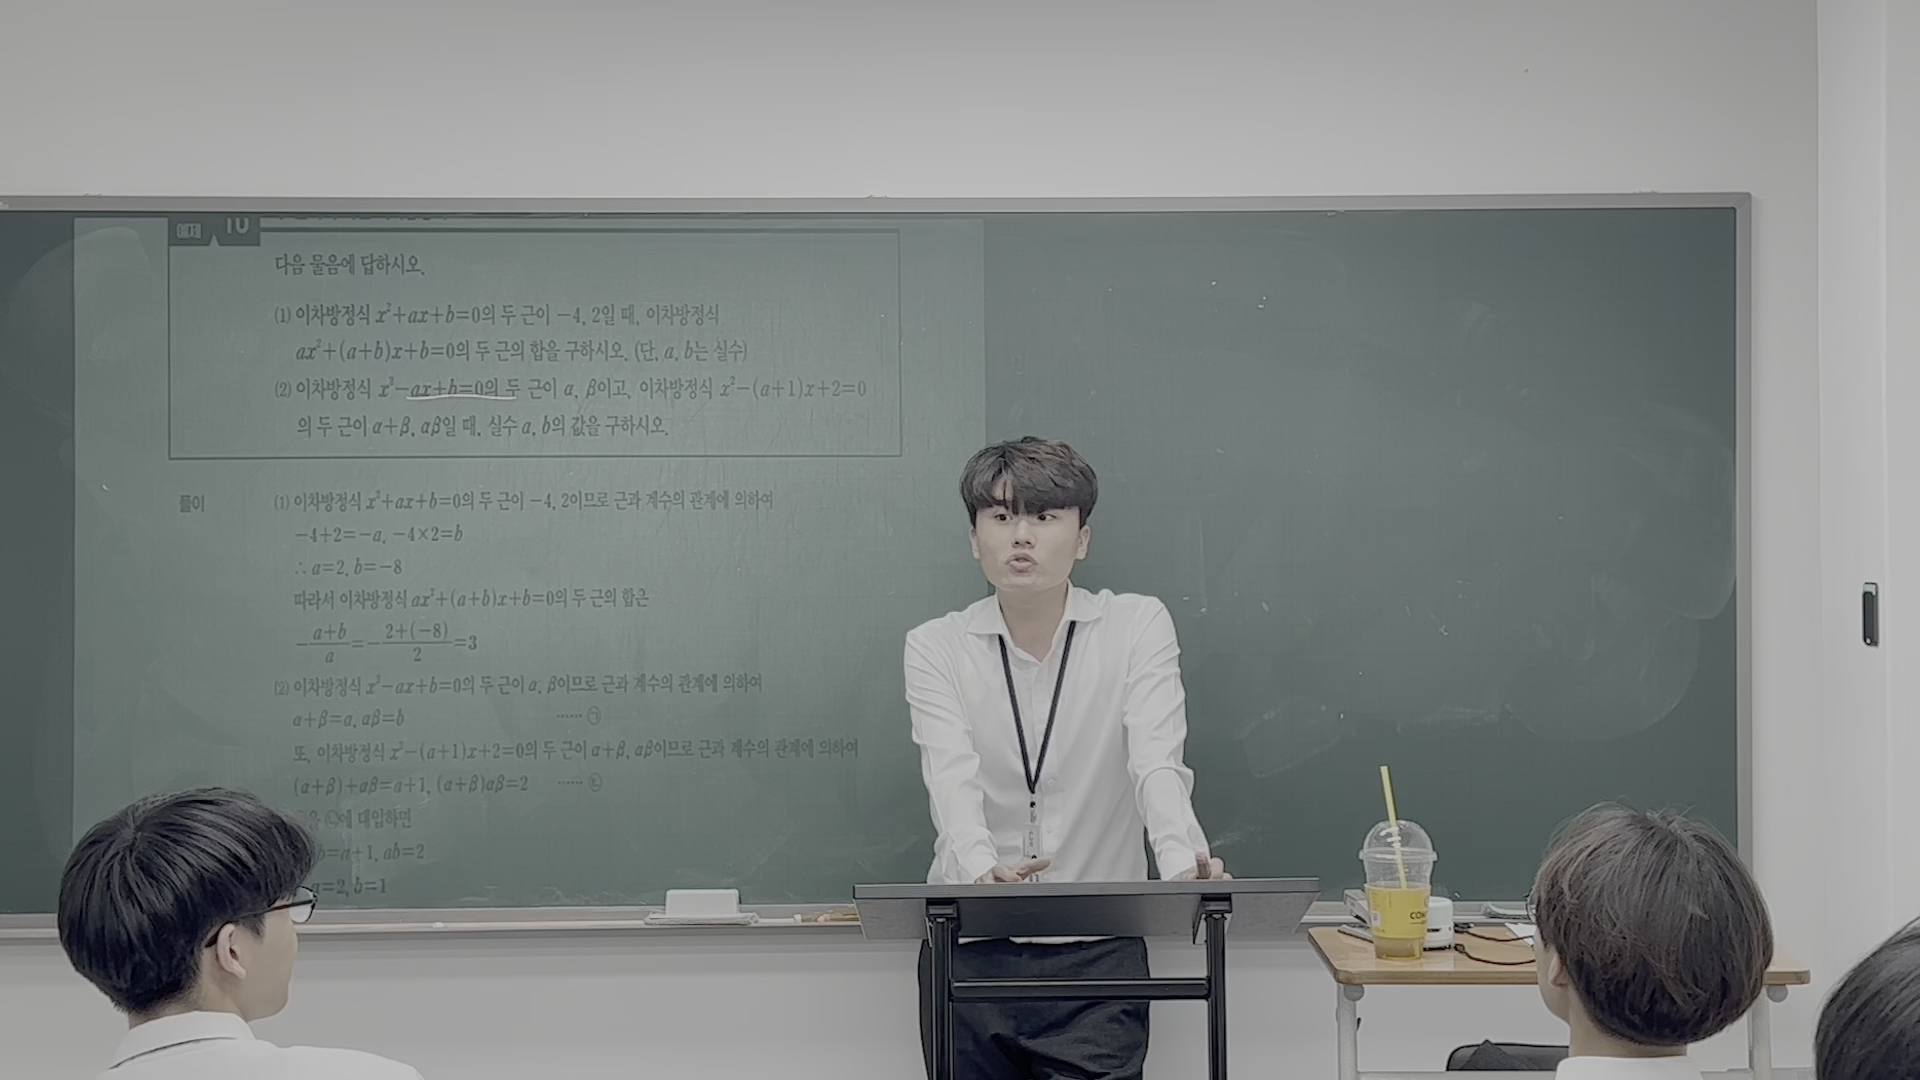 예제 10
다음 물음에 답하시오.
(1) 이차방정식 x²+ax+b=0의 두 근이 -4, 2일 때, 이차방정식
ax²+(a+b)x+b=0의 두 근의 합을 구하시오. (단, a, b는 실수)
(2) 이차방정식 x²-ax+b=0의 두 근이 α, β이고, 이차방정식 x²-(a+1)x+2=0
의 두 근이 α+β, αβ일 때, 실수 a, b의 값을 구하시오.
풀이
(1) 이차방정식 x²+ax+b=0의 두 근이 -4, 2이므로 근과 계수의 관계에 의하여
-4+2=-a, -4×2=b
∴ a=2, b=-8
따라서 이차방정식 ax²+(a+b)x+b=0의 두 근의 합은
-(a+b)/a=-(2+(-8))/2=3
(2) 이차방정식 x²-ax+b=0의 두 근이 α, β이므로 근과 계수의 관계에 의하여
α+β=a, αβ=b ······ ㉠
또, 이차방정식 x²-(a+1)x+2=0의 두 근이 α+β, αβ이므로 근과 계수의 관계에 의하여
(α+β)+αβ=a+1, (α+β)αβ=2 ······ ㉡
을 ㉡에 대입하면
b=a+1, ab=2
a=2, b=1